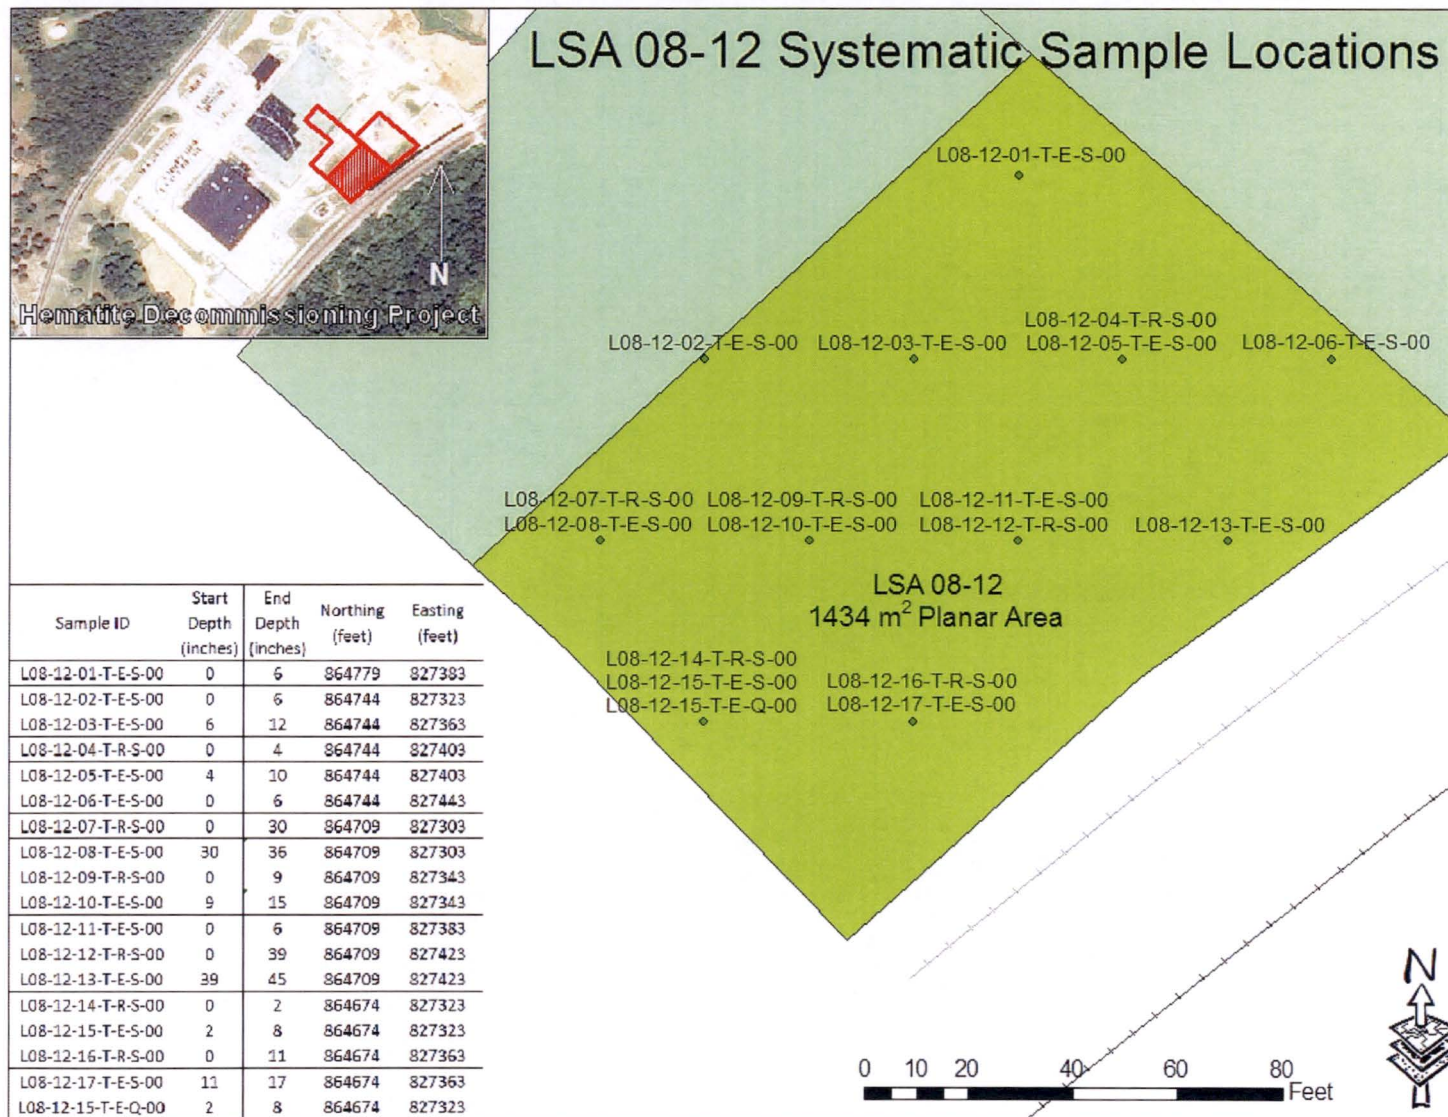 LSA 08-12 Systematic Sample Locations
N
Hematite Decommissioning Project
L08-12-01-T-E-S-00
L08-12-02-T-E-S-00
L08-12-03-T-E-S-00
L08-12-04-T-R-S-00
L08-12-05-T-E-S-00
L08-12-06-T-E-S-00
L08-12-07-T-R-S-00
L08-12-08-T-E-S-00
L08-12-09-T-R-S-00
L08-12-10-T-E-S-00
L08-12-11-T-E-S-00
L08-12-12-T-R-S-00
L08-12-13-T-E-S-00
LSA 08-12
1434 m² Planar Area
L08-12-14-T-R-S-00
L08-12-15-T-E-S-00
L08-12-15-T-E-Q-00
L08-12-16-T-R-S-00
L08-12-17-T-E-S-00
Sample ID Start Depth (inches) End Depth (inches) Northing (feet) Easting (feet)
L08-12-01-T-E-S-00 0 6 864779 827383
L08-12-02-T-E-S-00 0 6 864744 827323
L08-12-03-T-E-S-00 6 12 864744 827363
L08-12-04-T-R-S-00 0 4 864744 827403
L08-12-05-T-E-S-00 4 10 864744 827403
L08-12-06-T-E-S-00 0 6 864744 827443
L08-12-07-T-R-S-00 0 30 864709 827303
L08-12-08-T-E-S-00 30 36 864709 827303
L08-12-09-T-R-S-00 0 9 864709 827343
L08-12-10-T-E-S-00 9 15 864709 827343
L08-12-11-T-E-S-00 0 6 864709 827383
L08-12-12-T-R-S-00 0 39 864709 827423
L08-12-13-T-E-S-00 39 45 864709 827423
L08-12-14-T-R-S-00 0 2 864674 827323
L08-12-15-T-E-S-00 2 8 864674 827323
L08-12-16-T-R-S-00 0 11 864674 827363
L08-12-17-T-E-S-00 11 17 864674 827363
L08-12-15-T-E-Q-00 2 8 864674 827323
0 10 20 40 60 80
Feet
N